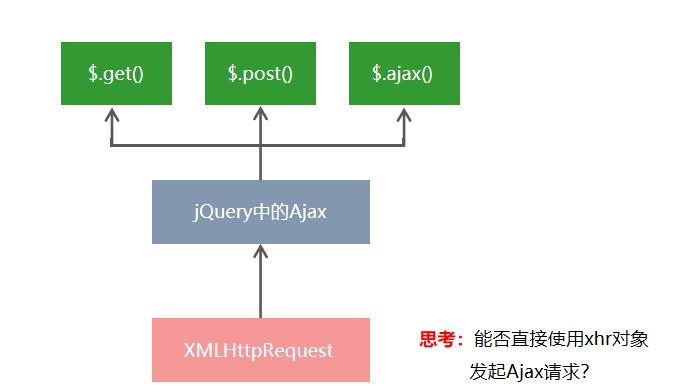 $.get()
$.post()
$.ajax()
jQuery中的Ajax
XMLHttpRequest
思考：能否直接使用xhr对象
发起Ajax请求？